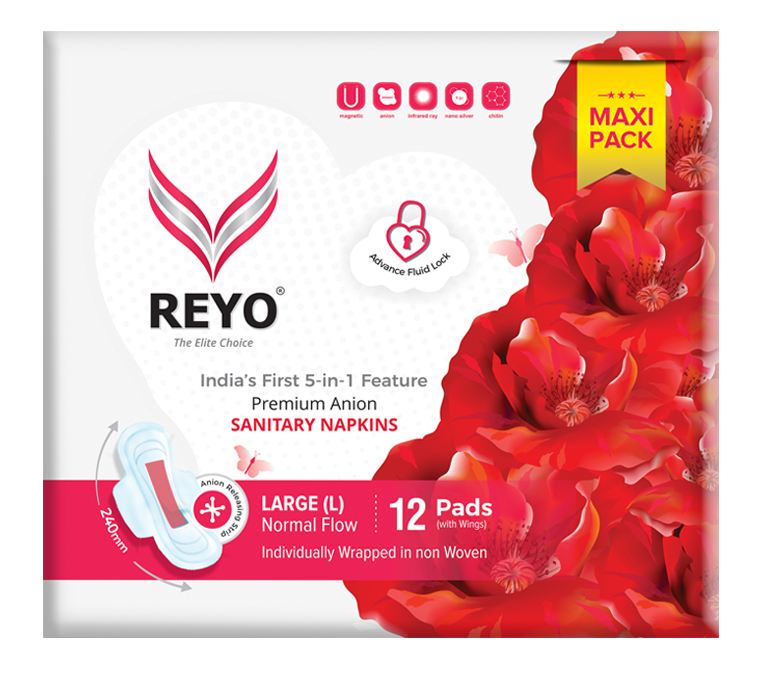 magnetic
anion
infrared ray
nano silver
chitin
MAXI
PACK
REYO®
The Elite Choice
Advance Fluid Lock
India's First 5-in-1 Feature
Premium Anion
SANITARY NAPKINS
240mm
Anion Releasing Strip
LARGE (L)
Normal Flow
12 Pads
(with Wings)
Individually Wrapped in non Woven